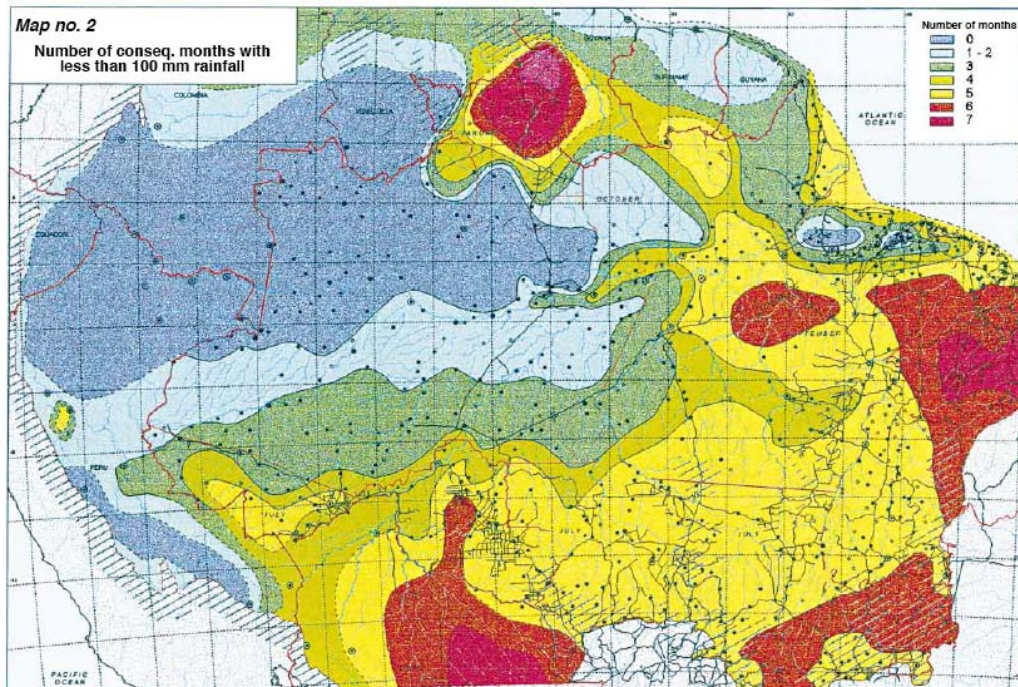 Map no. 2
Number of conseq. months with
less than 100 mm rainfall
Number of months
0
1 - 2
3
4
5
6
7
COLOMBIA
VENEZUELA
SURINAME
GUYANA
ATLANTIC
OCEAN
OCTOBER
ECUADOR
TEMBER
PERU
JULY
JULY
JULY
PACIFIC
OCEAN